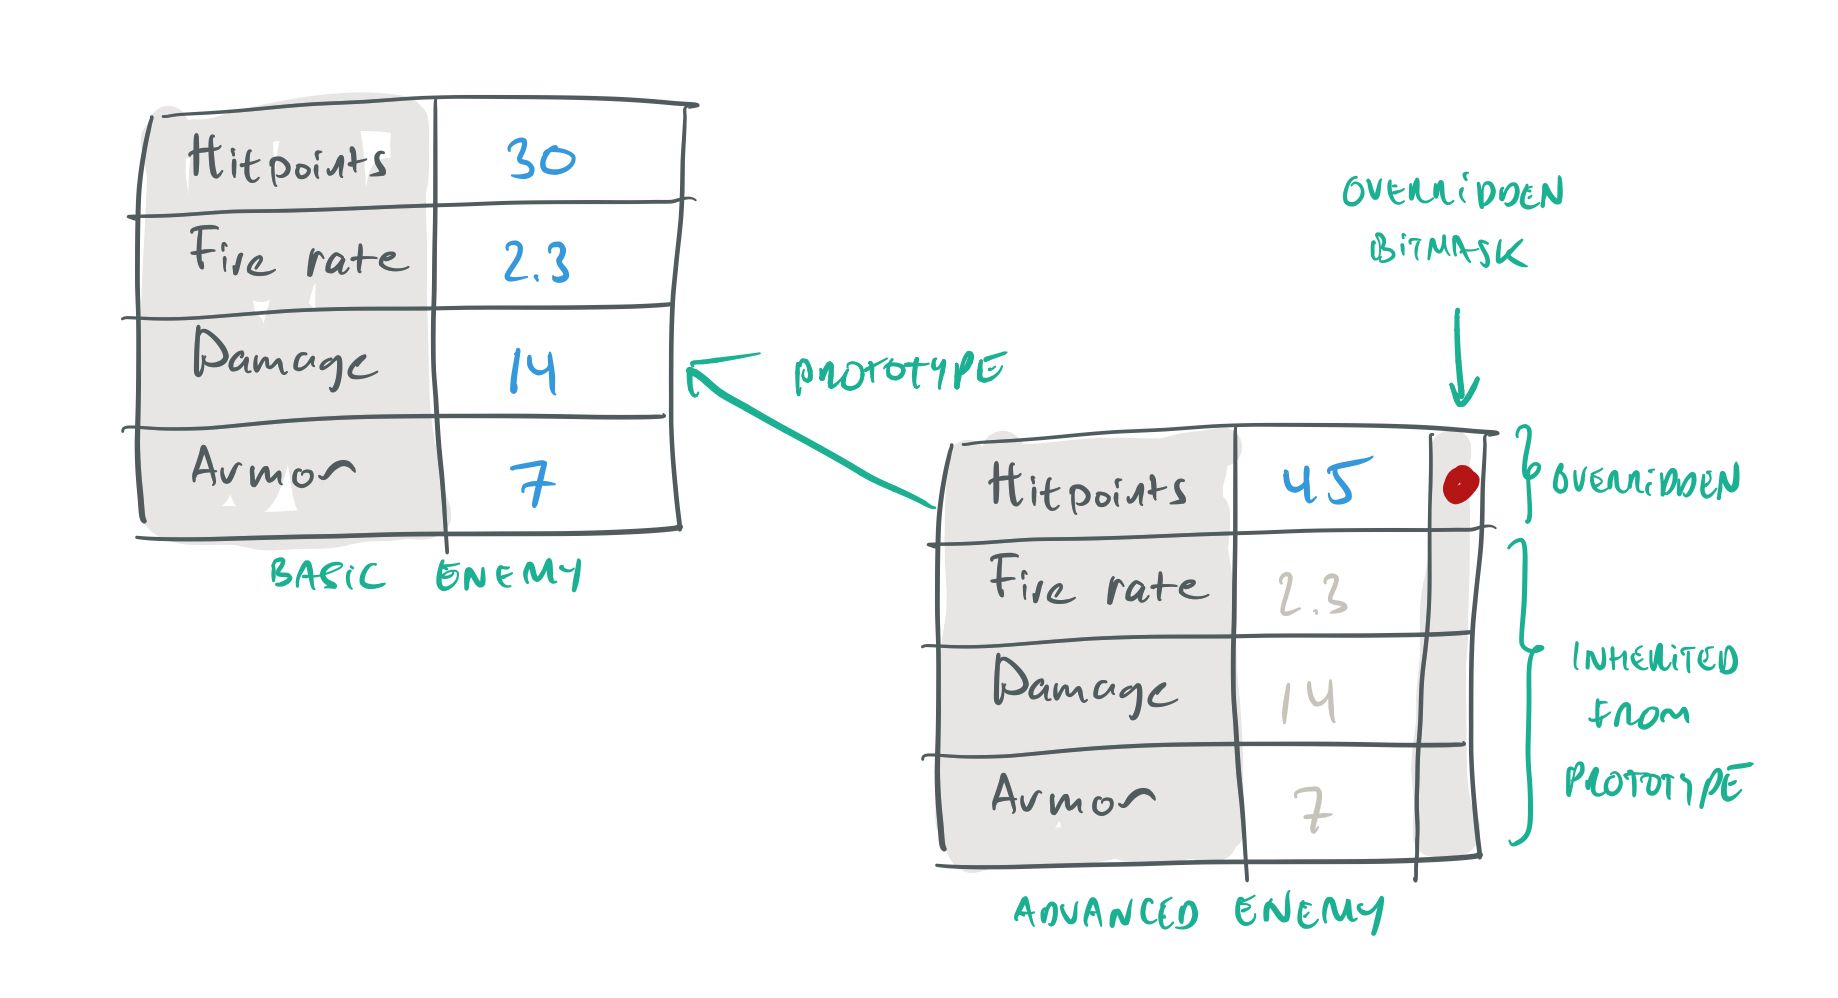 Hitpoints 30
Fire rate 2.3
Damage 14
Armor 7
BASIC ENEMY
PROTOTYPE
OVERRIDDEN
BITMASK
Hitpoints 45
Fire rate 2.3
Damage 14
Armor 7
ADVANCED ENEMY
OVERRIDDEN
INHERITED
FROM
PROTOTYPE